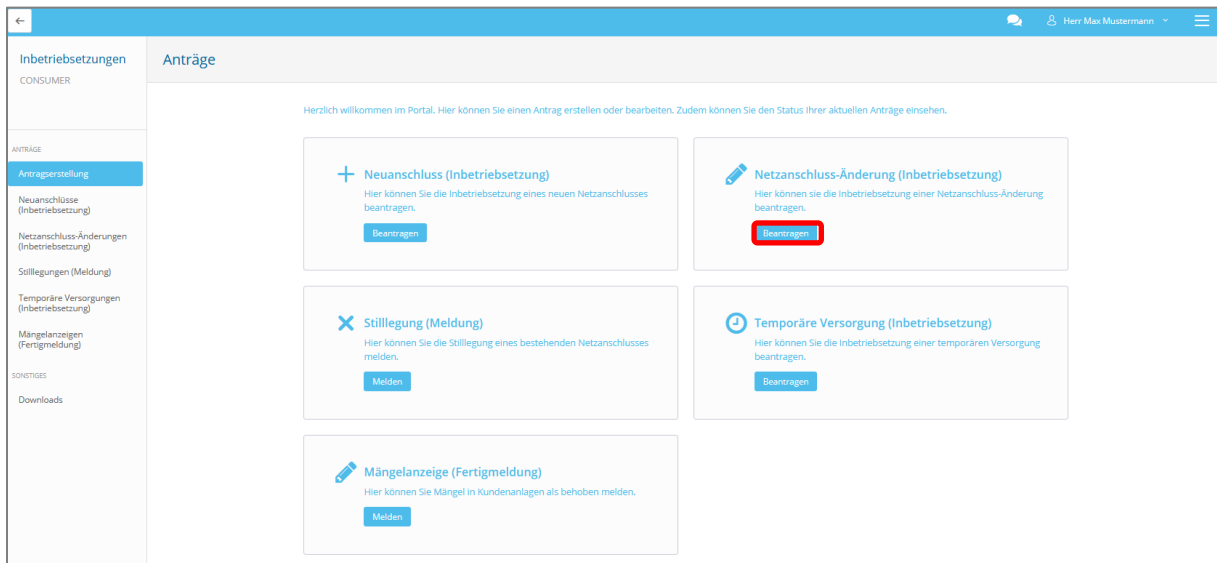 Herr Max Mustermann
Inbetriebsetzungen
CONSUMER
Anträge
ANTRÄGE
Antragserstellung
Neuanschlüsse
(Inbetriebsetzung)
Netzanschluss-Änderungen
(Inbetriebsetzung)
Stilllegungen (Meldung)
Temporäre Versorgungen
(Inbetriebsetzung)
Mängelanzeigen
(Fertigmeldung)
SONSTIGES
Downloads
Herzlich willkommen im Portal. Hier können Sie einen Antrag erstellen oder bearbeiten. Zudem können Sie den Status Ihrer aktuellen Anträge einsehen.
Neuanschluss (Inbetriebsetzung)
Hier können Sie die Inbetriebsetzung eines neuen Netzanschlusses
beantragen.
Beantragen
Netzanschluss-Änderung (Inbetriebsetzung)
Hier können sie die Inbetriebsetzung einer Netzanschluss-Änderung
beantragen.
Beantragen
Stilllegung (Meldung)
Hier können Sie die Stilllegung eines bestehenden Netzanschlusses
melden.
Melden
Temporäre Versorgung (Inbetriebsetzung)
Hier können Sie die Inbetriebsetzung einer temporären Versorgung
beantragen.
Beantragen
Mängelanzeige (Fertigmeldung)
Hier können Sie Mängel in Kundenanlagen als behoben melden.
Melden